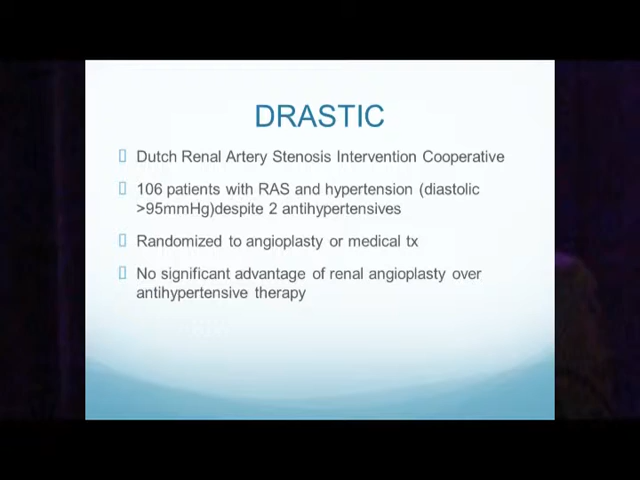 DRASTIC
Dutch Renal Artery Stenosis Intervention Cooperative
106 patients with RAS and hypertension (diastolic
>95mmHg)despite 2 antihypertensives
Randomized to angioplasty or medical tx
No significant advantage of renal angioplasty over
antihypertensive therapy